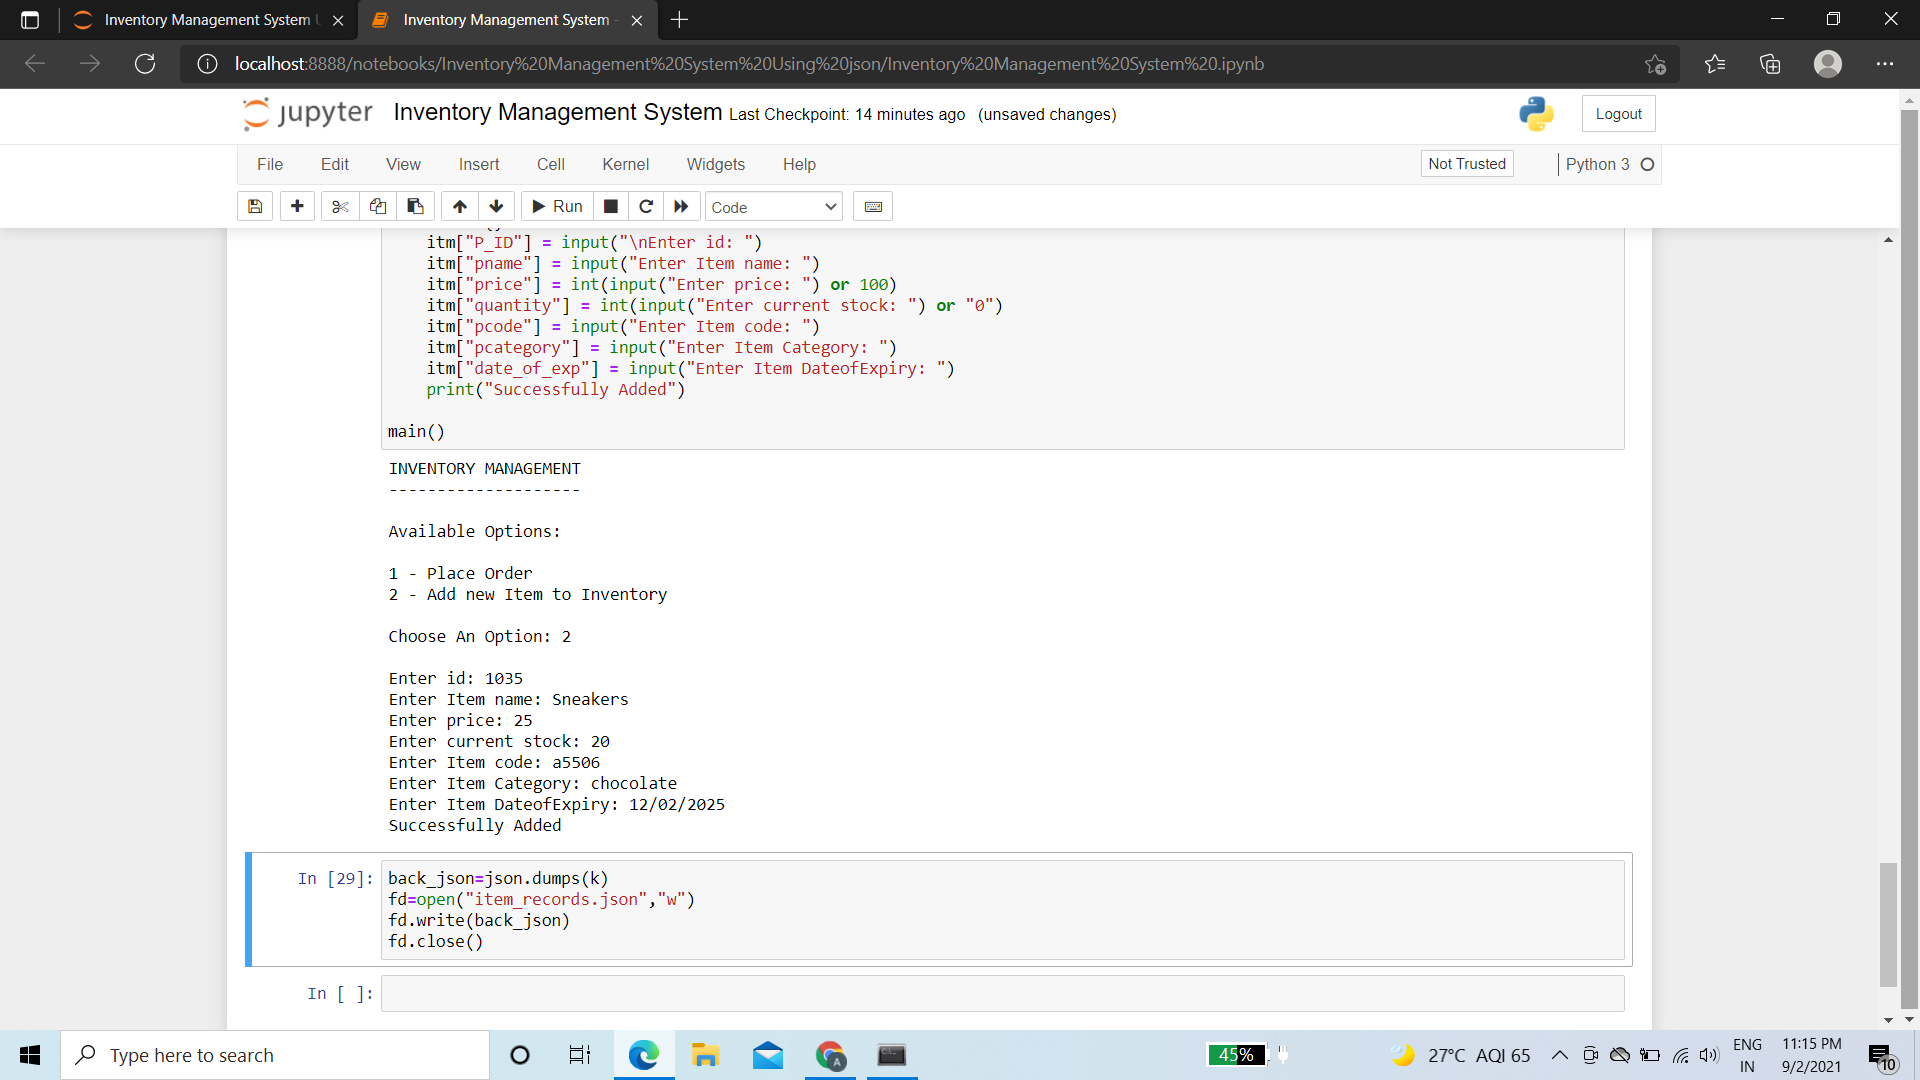 Inventory Management System U
Inventory Management System -
localhost:8888/notebooks/Inventory%20Management%20System%20Using%20json/Inventory%20Management%20System%20.ipynb
jupyter Inventory Management System Last Checkpoint: 14 minutes ago (unsaved changes) Logout
File Edit View Insert Cell Kernel Widgets Help Not Trusted Python 3
Run Code
itm["P_ID"] = input("\nEnter id: ")
itm["pname"] = input("Enter Item name: ")
itm["price"] = int(input("Enter price: ") or 100)
itm["quantity"] = int(input("Enter current stock: ") or "0")
itm["pcode"] = input("Enter Item code: ")
itm["pcategory"] = input("Enter Item Category: ")
itm["date_of_exp"] = input("Enter Item DateofExpiry: ")
print("Successfully Added")
main()
INVENTORY MANAGEMENT
--------------------
Available Options:
1 - Place Order
2 - Add new Item to Inventory
Choose An Option: 2
Enter id: 1035
Enter Item name: Sneakers
Enter price: 25
Enter current stock: 20
Enter Item code: a5506
Enter Item Category: chocolate
Enter Item DateofExpiry: 12/02/2025
Successfully Added
In [29]: back_json=json.dumps(k)
fd=open("item_records.json","w")
fd.write(back_json)
fd.close()
In [ ]:
Type here to search
45%
27°C AQI 65
ENG
IN
11:15 PM
9/2/2021
10